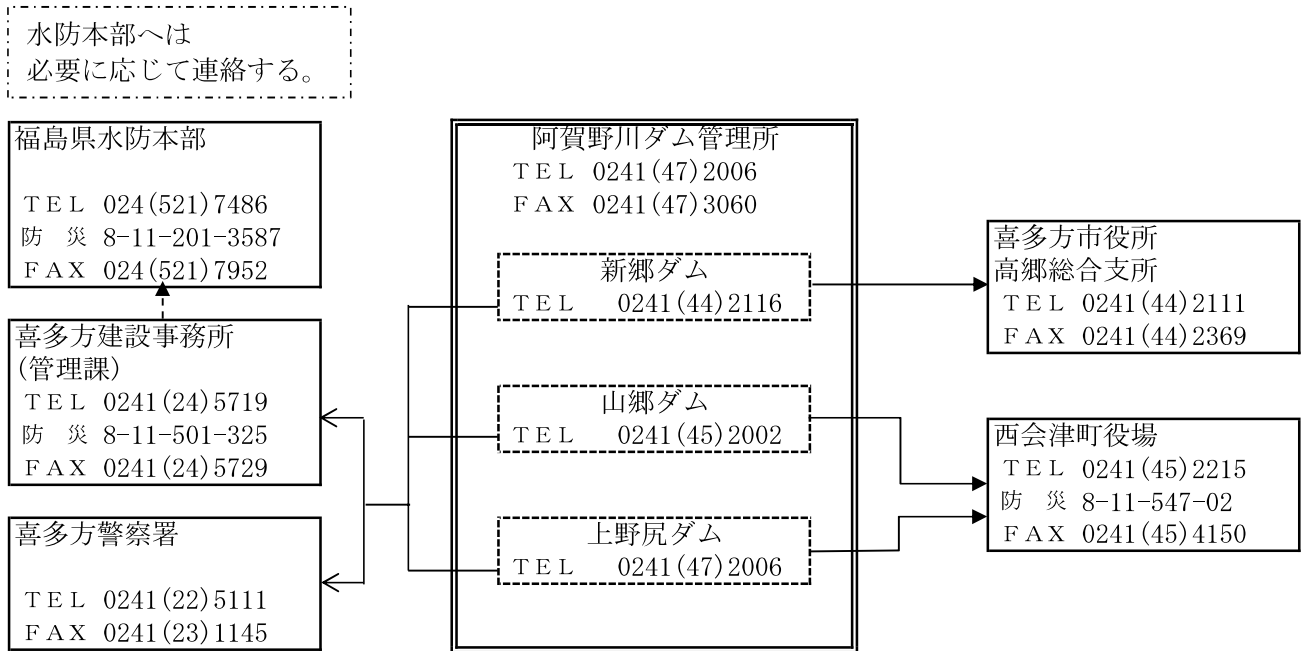 水防本部へは
必要に応じて連絡する。
福島県水防本部
ＴＥＬ 024(521)7486
防　災 8-11-201-3587
ＦＡＸ 024(521)7952
喜多方建設事務所
(管理課)
ＴＥＬ 0241(24)5719
防　災 8-11-501-325
ＦＡＸ 0241(24)5729
喜多方警察署
ＴＥＬ 0241(22)5111
ＦＡＸ 0241(23)1145
阿賀野川ダム管理所
ＴＥＬ 0241(47)2006
ＦＡＸ 0241(47)3060
新郷ダム
ＴＥＬ　0241(44)2116
山郷ダム
ＴＥＬ　0241(45)2002
上野尻ダム
ＴＥＬ　0241(47)2006
喜多方市役所
高郷総合支所
ＴＥＬ 0241(44)2111
ＦＡＸ 0241(44)2369
西会津町役場
ＴＥＬ 0241(45)2215
防　災 8-11-547-02
ＦＡＸ 0241(45)4150